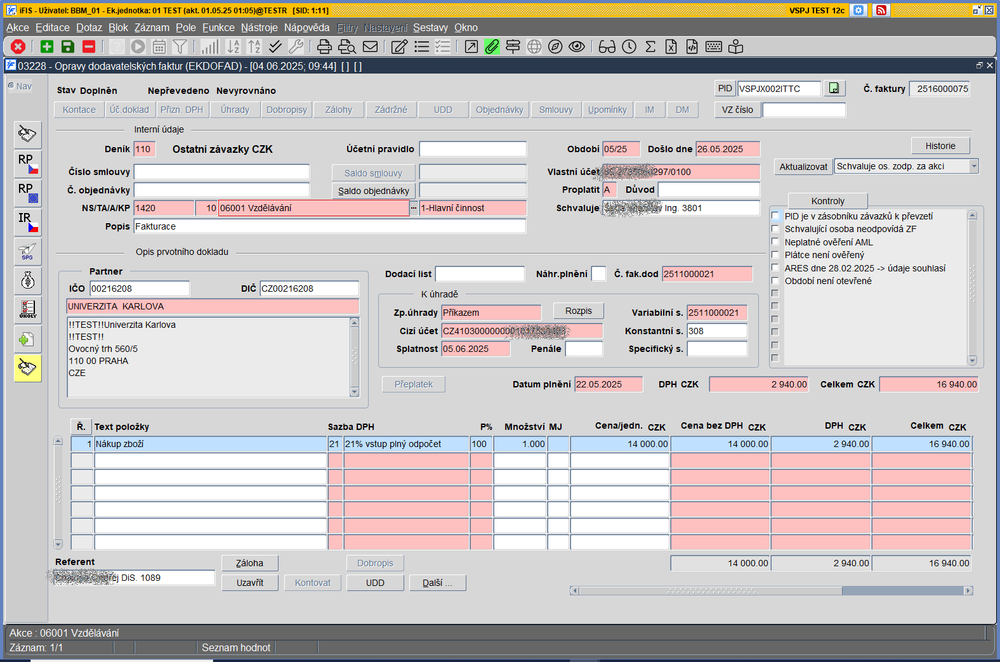 iFIS - Uživatel: BBM_01 - Ek.jednotka: 01 TEST (akt. 01.05.25 01:05)@TESTR [SID: 1:11] VSPJ TEST 12c
Akce Editace Dotaz Blok Záznam Pole Funkce Nástroje Nápověda Filtry Nastavení Sestavy Okno
03228 - Opravy dodavatelských faktur (EKDOFAD) - [04.06.2025; 09:44] [ ] [ ]
Nav
Stav Doplněn Nepřevedeno Nevyrovnáno PID VSPJX002ITTC Č. faktury 2516000075
Kontace Úč.doklad Přizn. DPH Úhrady Dobropisy Zálohy Zádržné UDD Objednávky Smlouvy Upomínky IM DM VZ číslo
Interní údaje
Historie
Deník 110 Ostatní závazky CZK Účetní pravidlo Období 05/25 Došlo dne 26.05.2025
Aktualizovat Schvaluje os. zodp. za akci
Číslo smlouvy Saldo smlouvy Vlastní účet 297/0100
Č. objednávky Saldo objednávky Proplatit A Důvod
NS/TA/A/KP 1420 10 06001 Vzdělávání ... 1-Hlavní činnost Schvaluje Ing. 3801
Popis Fakturace
Kontroly
PID je v zásobníku závazků k převzetí
Schvalující osoba neodpovídá ZF
Neplatné ověření AML
Plátce není ověřený
ARES dne 28.02.2025 -> údaje souhlasí
Období není otevřené
RP
RP
IR
SPS
ÚKOLY
Opis prvotního dokladu
Partner
Dodací list Náhr.plnění Č. fak.dod 2511000021
IČO 00216208 DIČ CZ00216208
UNIVERZITA KARLOVA
!!TEST!!Univerzita Karlova
!!TEST!!
Ovocný trh 560/5
110 00 PRAHA
CZE
K úhradě
Zp.úhrady Příkazem Rozpis Variabilní s. 2511000021
Cizí účet CZ4103000000 Konstantní s. 308
Splatnost 05.06.2025 Penále Specifický s.
Přeplatek Datum plnění 22.05.2025 DPH CZK 2 940.00 Celkem CZK 16 940.00
Ř. Text položky Sazba DPH P% Množství MJ Cena/jedn. CZK Cena bez DPH CZK DPH CZK Celkem CZK
1 Nákup zboží 21 21% vstup plný odpočet 100 1.000 14 000.00 14 000.00 2 940.00 16 940.00
14 000.00 2 940.00 16 940.00
Referent Záloha Dobropis
DiS. 1089 Uzavřít Kontovat UDD Další ...
Akce : 06001 Vzdělávání
Záznam: 1/1 Seznam hodnot